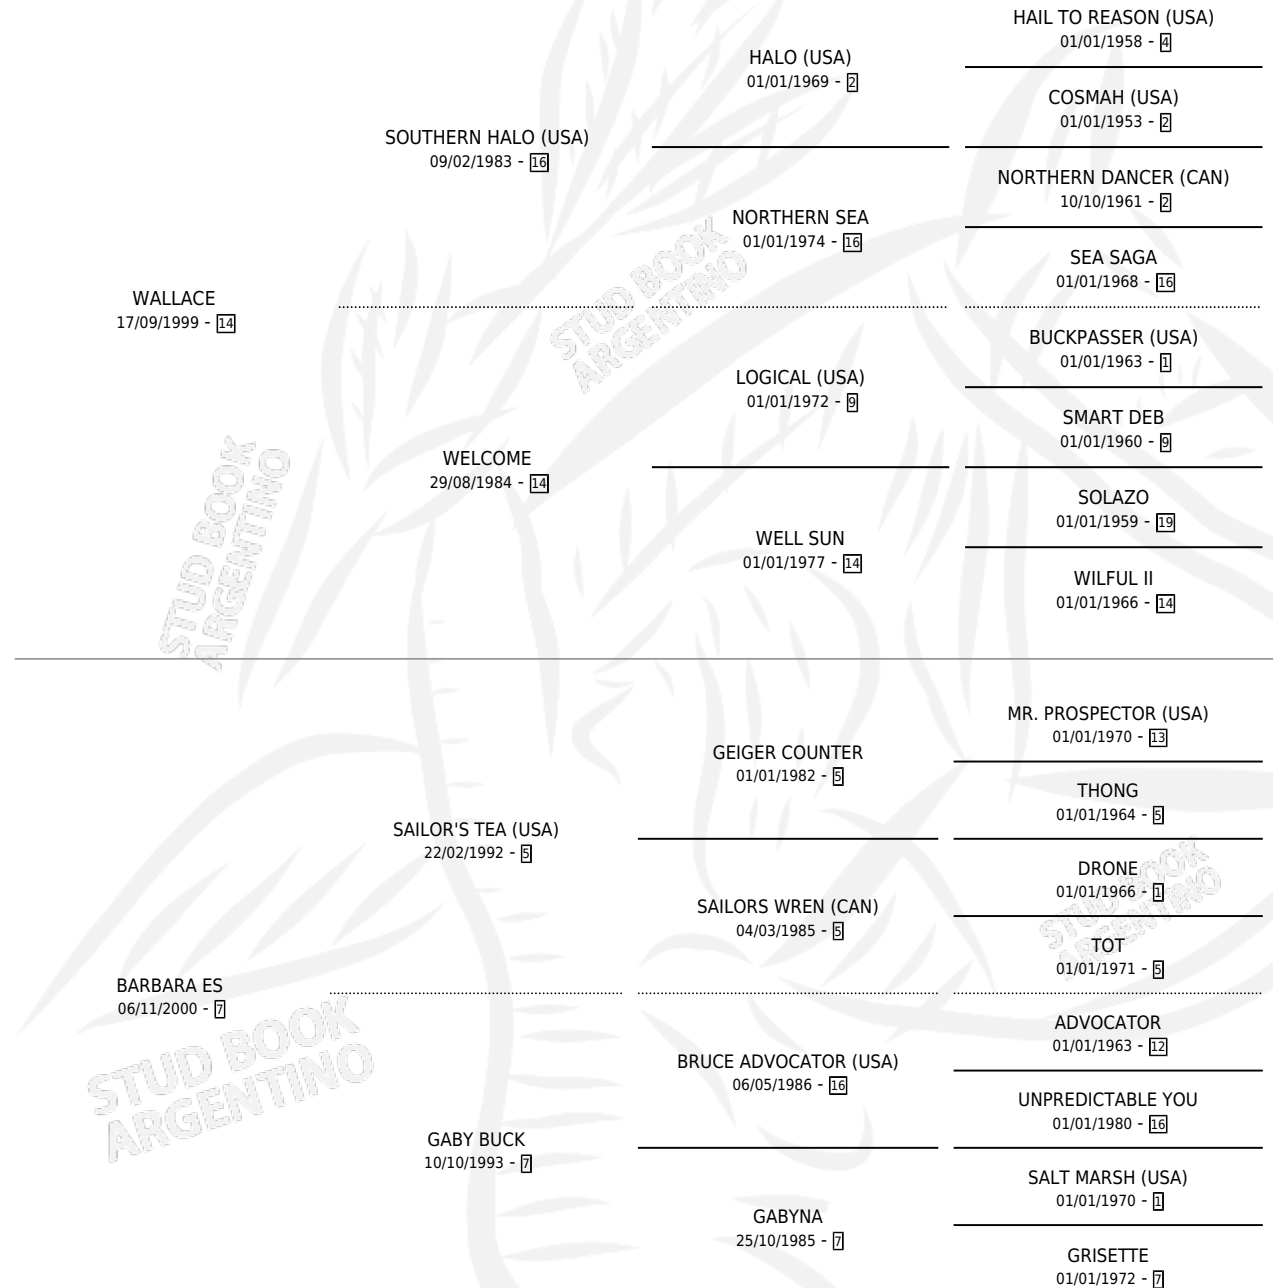 HAIL TO REASON (USA)
01/01/1958 - 4
HALO (USA)
01/01/1969 - 2
COSMAH (USA)
01/01/1953 - 2
SOUTHERN HALO (USA)
09/02/1983 - 16
NORTHERN DANCER (CAN)
10/10/1961 - 2
NORTHERN SEA
01/01/1974 - 16
SEA SAGA
01/01/1968 - 16
WALLACE
17/09/1999 - 14
BUCKPASSER (USA)
01/01/1963 - 1
LOGICAL (USA)
01/01/1972 - 9
SMART DEB
01/01/1960 - 9
WELCOME
29/08/1984 - 14
SOLAZO
01/01/1959 - 19
WELL SUN
01/01/1977 - 14
WILFUL II
01/01/1966 - 14
MR. PROSPECTOR (USA)
01/01/1970 - 13
GEIGER COUNTER
01/01/1982 - 5
THONG
01/01/1964 - 5
SAILOR'S TEA (USA)
22/02/1992 - 5
DRONE
01/01/1966 - 1
SAILORS WREN (CAN)
04/03/1985 - 5
TOT
01/01/1971 - 5
BARBARA ES
06/11/2000 - 7
ADVOCATOR
01/01/1963 - 12
BRUCE ADVOCATOR (USA)
06/05/1986 - 16
UNPREDICTABLE YOU
01/01/1980 - 16
GABY BUCK
10/10/1993 - 7
SALT MARSH (USA)
01/01/1970 - 1
GABYNA
25/10/1985 - 7
GRISETTE
01/01/1972 - 7
STUD BOOK
ARGENTINO
STUD BOOK
ARGENTINO
STUD BOOK
ARGENTINO
STUD BOOK
ARGENTINO